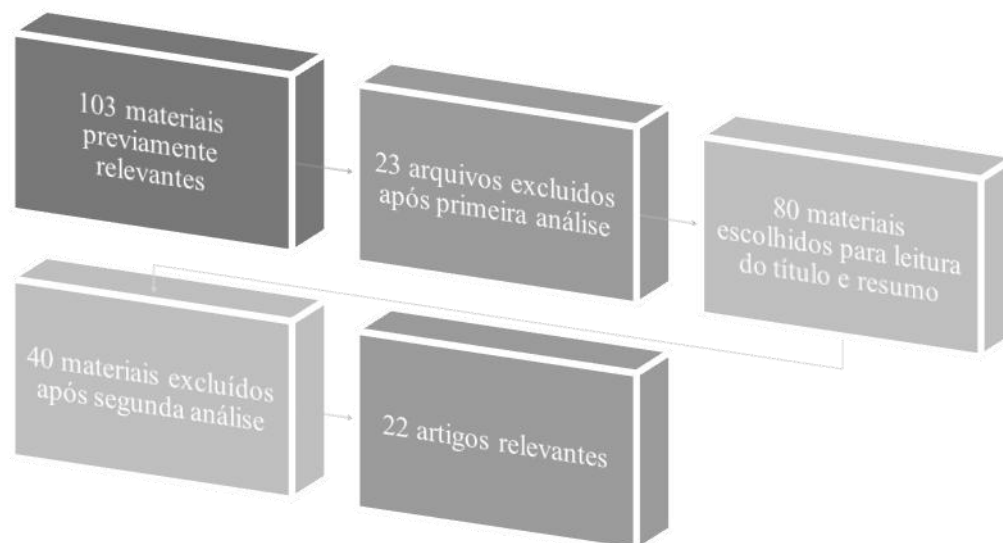 103 materiais
previamente
relevantes
23 arquivos excluidos
após primeira análise
80 materiais
escolhidos para leitura
do título e resumo
40 materiais excluídos
após segunda análise
22 artigos relevantes